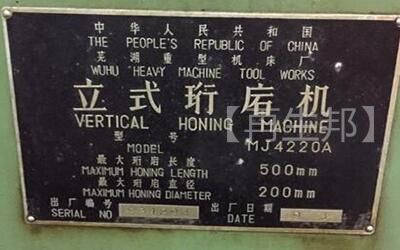 中华人民共和国
THE PEOPLE'S REPUBLIC OF CHINA
芜湖重型机床厂
WUHU HEAVY MACHINE TOOL WORKS
立式珩磨机
VERTICAL HONING MACHINE
型号
MODEL MJ4220A
最大珩磨长度
MAXIMUM HONING LENGTH 500mm
最大珩磨直径
MAXIMUM HONING DIAMETER 200mm
出厂编号 出厂日期
SERIAL NO DATE